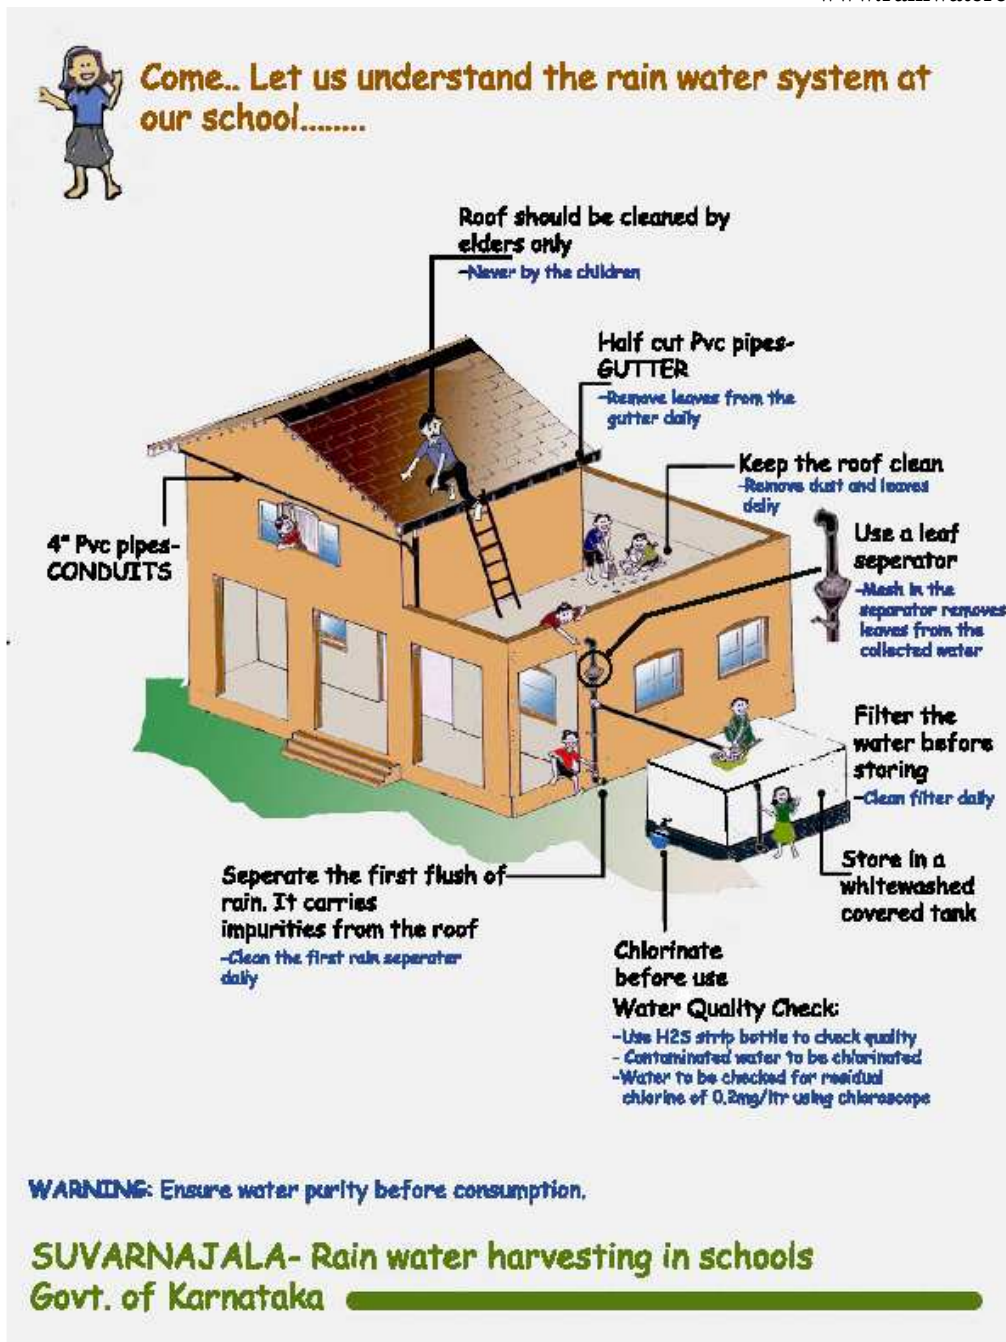 Come.. Let us understand the rain water system at
our school........
Roof should be cleaned by
elders only
-Never by the children
Half cut Pvc pipes-
GUTTER
-Remove leaves from the
gutter daily
Keep the roof clean
-Remove dust and leaves
daliy
4" Pvc pipes-
CONDUITS
Use a leaf
seperator
-Mesh in the
separator removes
leaves from the
collected water
Filter the
water before
storing
-Clean filter daily
Store in a
whitewashed
covered tank
Seperate the first flush of
rain. It carries
impurities from the roof
-Clean the first rain seperater
daily
Chlorinate
before use
Water Quality Check:
-Use H2S strip bottle to check quality
- Contaminated water to be chlorinated
-Water to be checked for residual
chlorine of 0.2mg/ltr using chloroscope
WARNING: Ensure water purity before consumption.
SUVARNAJALA- Rain water harvesting in schools
Govt. of Karnataka